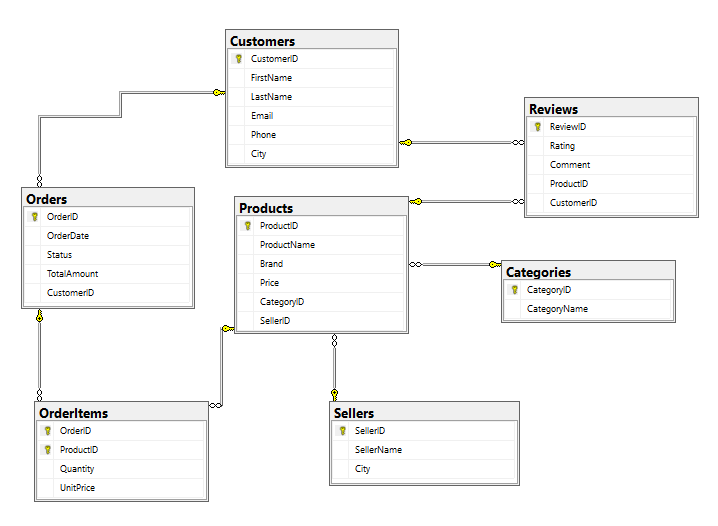 Customers
CustomerID
FirstName
LastName
Email
Phone
City
Reviews
ReviewID
Rating
Comment
ProductID
CustomerID
Orders
OrderID
OrderDate
Status
TotalAmount
CustomerID
Products
ProductID
ProductName
Brand
Price
CategoryID
SellerID
Categories
CategoryID
CategoryName
OrderItems
OrderID
ProductID
Quantity
UnitPrice
Sellers
SellerID
SellerName
City